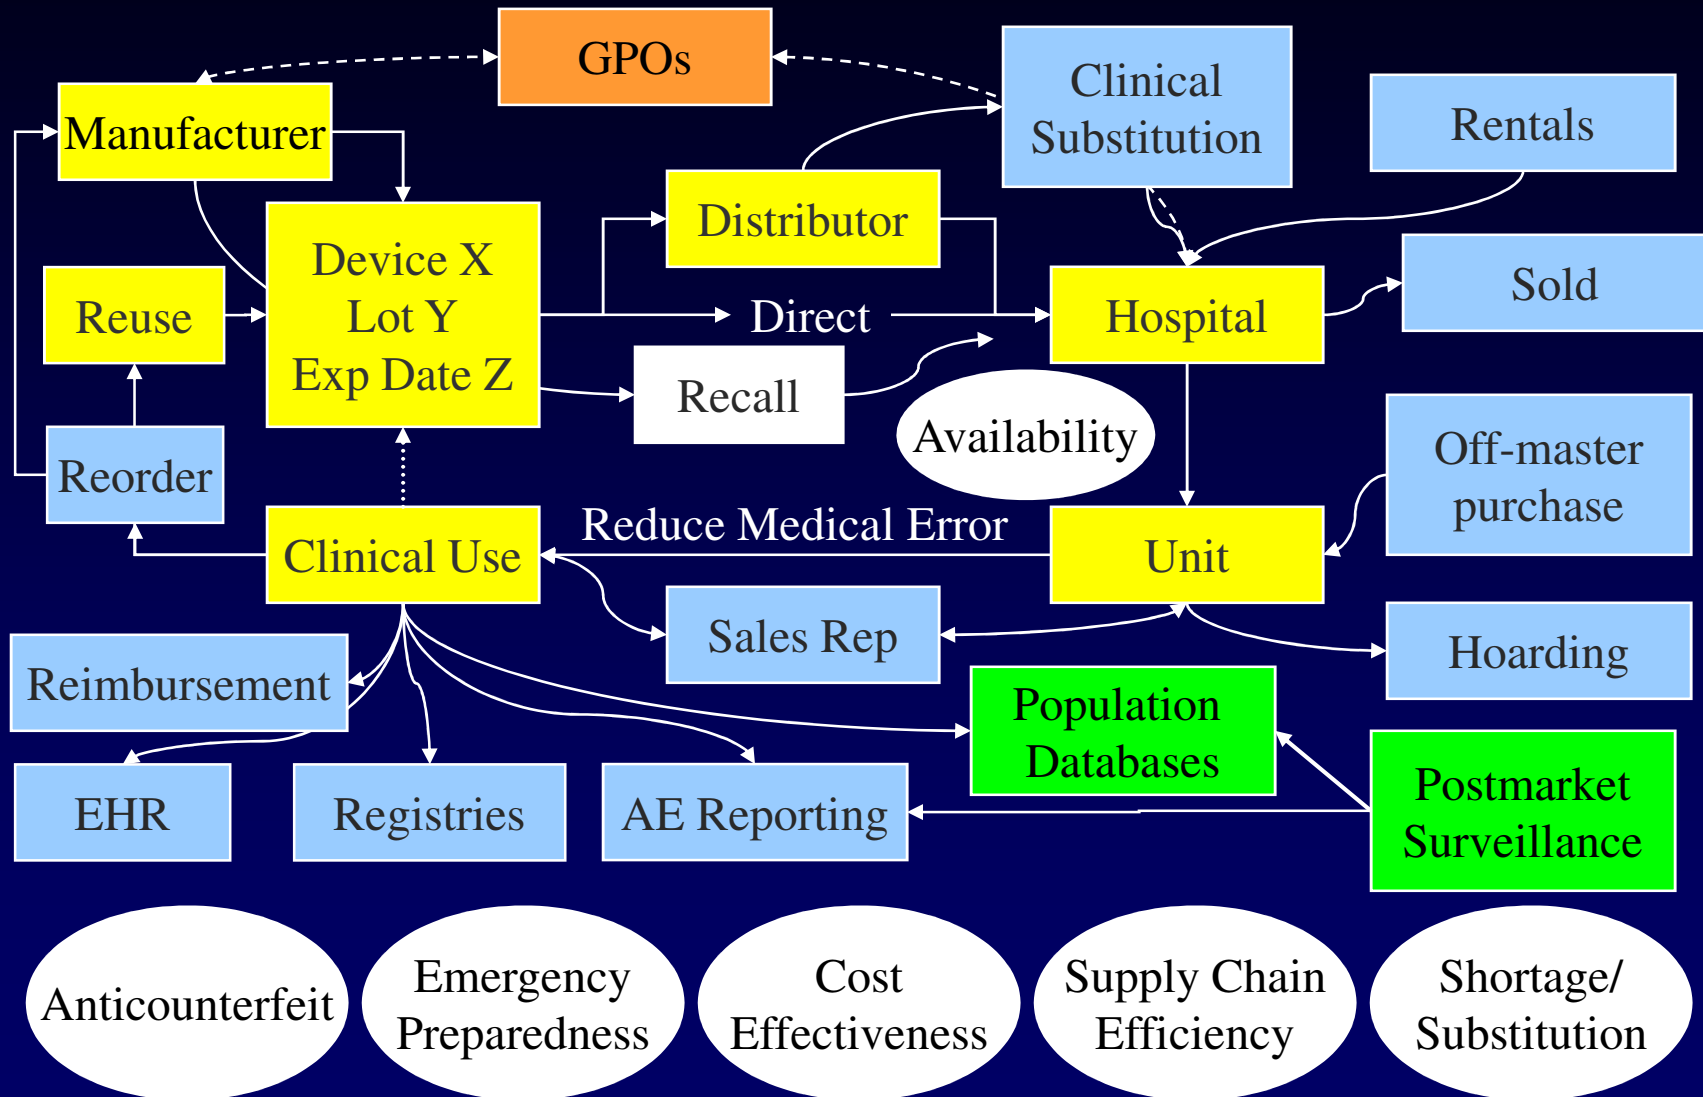 GPOs
Clinical
Substitution
Rentals
Manufacturer
Distributor
Device X
Lot Y
Exp Date Z
Sold
Reuse
Direct
Hospital
Recall
Availability
Off-master
purchase
Reorder
Reduce Medical Error
Clinical Use
Unit
Sales Rep
Hoarding
Reimbursement
Population
Databases
Postmarket
Surveillance
EHR
Registries
AE Reporting
Anticounterfeit
Emergency
Preparedness
Cost
Effectiveness
Supply Chain
Efficiency
Shortage/
Substitution